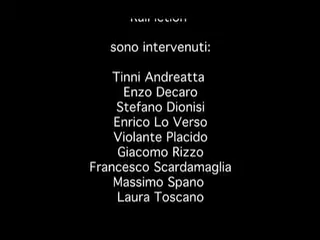 RaiFiction
sono intervenuti:
Tinni Andreatta
Enzo Decaro
Stefano Dionisi
Enrico Lo Verso
Violante Placido
Giacomo Rizzo
Francesco Scardamaglia
Massimo Spano
Laura Toscano